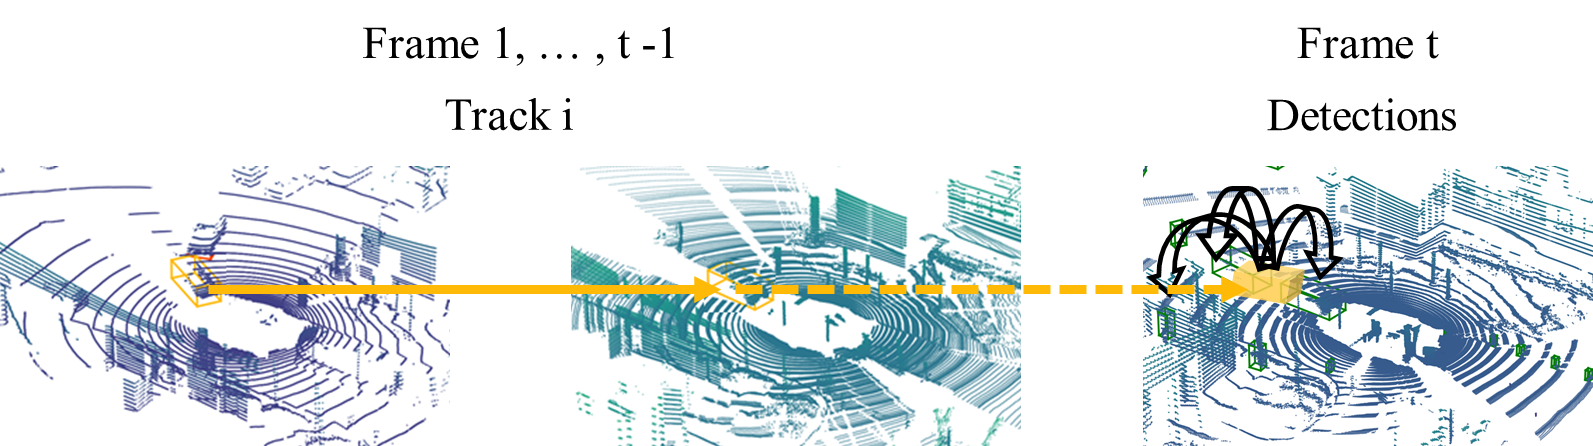 Frame 1, … , t -1
Frame t
Track i
Detections